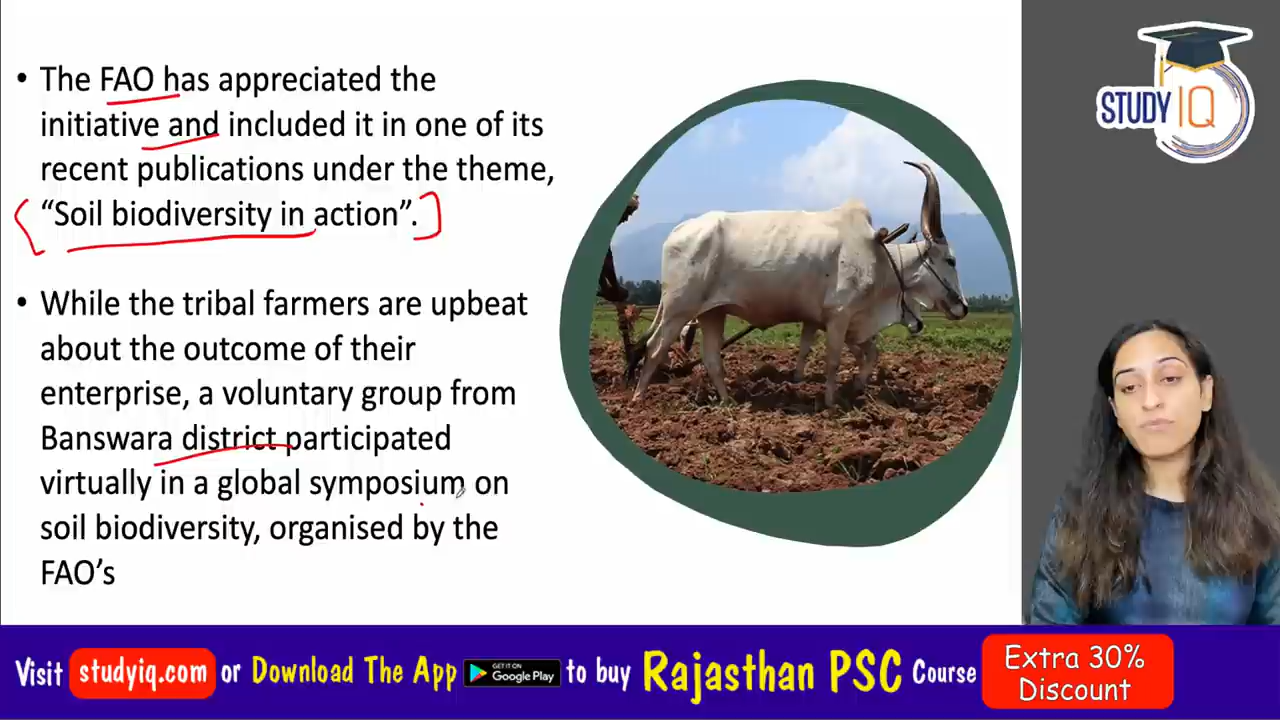 • The FAO has appreciated the
initiative and included it in one of its
recent publications under the theme,
“Soil biodiversity in action”.
• While the tribal farmers are upbeat
about the outcome of their
enterprise, a voluntary group from
Banswara district participated
virtually in a global symposium on
soil biodiversity, organised by the
FAO’s
STUDY IQ
Visit studyiq.com or Download The App GET IT ON Google Play to buy Rajasthan PSC Course
Extra 30%
Discount